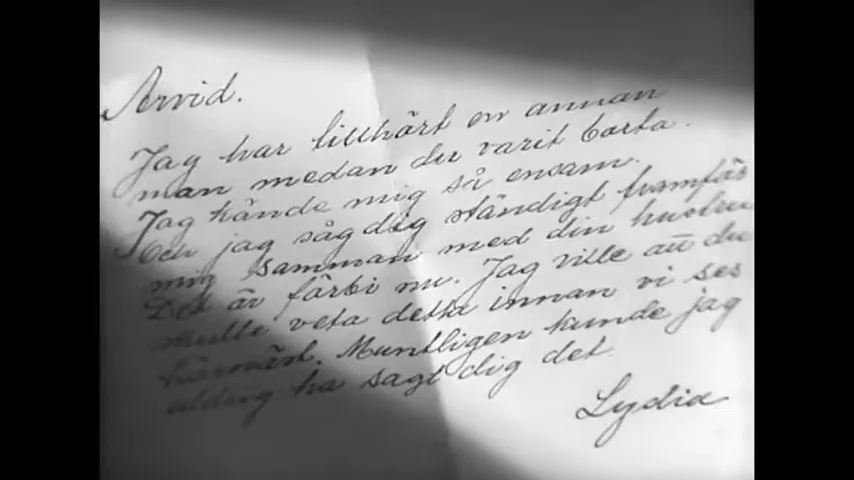 Arvid.
Jag har tillhört en annan
man medan du varit borta.
Jag kände mig så ensam.
Och jag såg dig ständigt framför
mig samman med din hustru
Det är förbi nu. Jag ville att du
skulle veta detta innan vi ses
härnäst. Muntligen kunde jag
aldrig ha sagt dig det.
Lydia